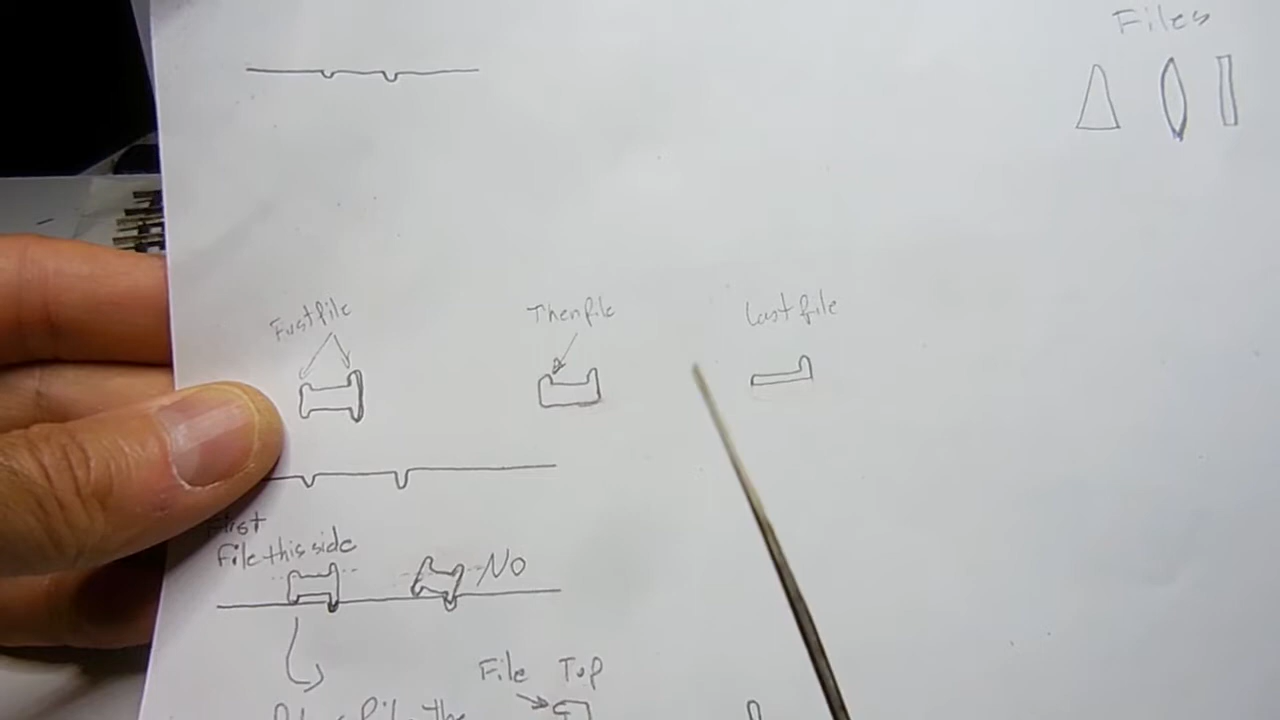 Files
First file
Then file
Last file
First
File this side
No
File Top